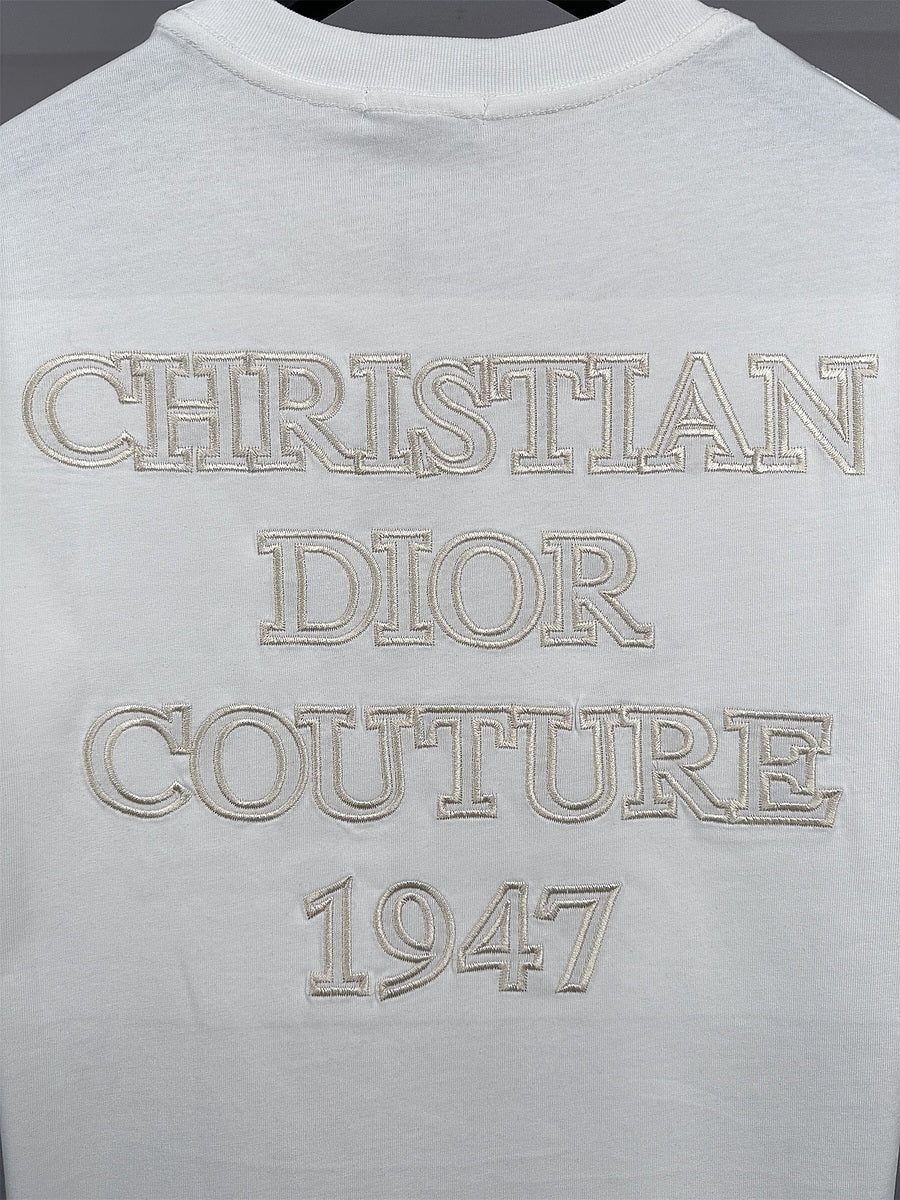 CHRISTIAN
DIOR
COUTURE
1947